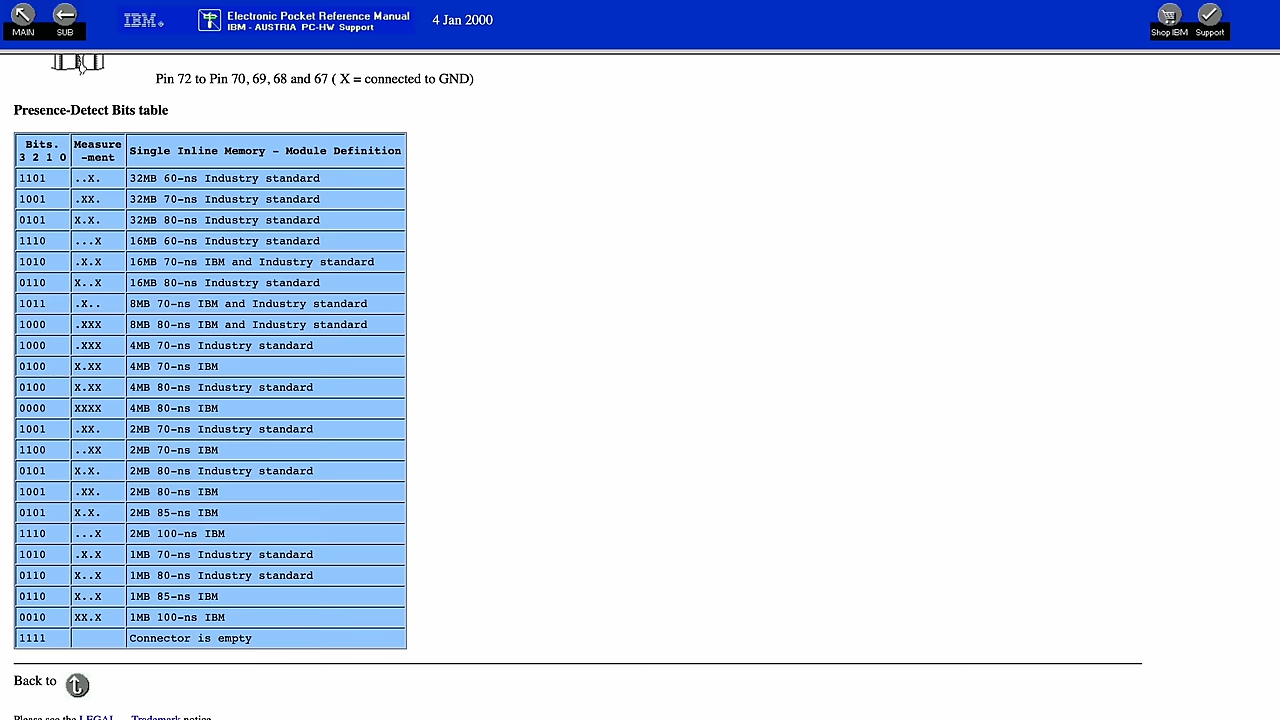 MAIN
SUB
IBM
Electronic Pocket Reference Manual
IBM - AUSTRIA PC-HW Support
4 Jan 2000
Shop IBM
Support
Pin 72 to Pin 70, 69, 68 and 67 ( X = connected to GND)
Presence-Detect Bits table
Bits. 3 2 1 0 Measure-ment Single Inline Memory - Module Definition
1101 ..X. 32MB 60-ns Industry standard
1001 .XX. 32MB 70-ns Industry standard
0101 X.X. 32MB 80-ns Industry standard
1110 ...X 16MB 60-ns Industry standard
1010 .X.X 16MB 70-ns IBM and Industry standard
0110 X..X 16MB 80-ns Industry standard
1011 .X.. 8MB 70-ns IBM and Industry standard
1000 .XXX 8MB 80-ns IBM and Industry standard
1000 .XXX 4MB 70-ns Industry standard
0100 X.XX 4MB 70-ns IBM
0100 X.XX 4MB 80-ns Industry standard
0000 XXXX 4MB 80-ns IBM
1001 .XX. 2MB 70-ns Industry standard
1100 ..XX 2MB 70-ns IBM
0101 X.X. 2MB 80-ns Industry standard
1001 .XX. 2MB 80-ns IBM
0101 X.X. 2MB 85-ns IBM
1110 ...X 2MB 100-ns IBM
1010 .X.X 1MB 70-ns Industry standard
0110 X..X 1MB 80-ns Industry standard
0110 X..X 1MB 85-ns IBM
0010 XX.X 1MB 100-ns IBM
1111 Connector is empty
Back to
Please see the LEGAL - Trademark notice.